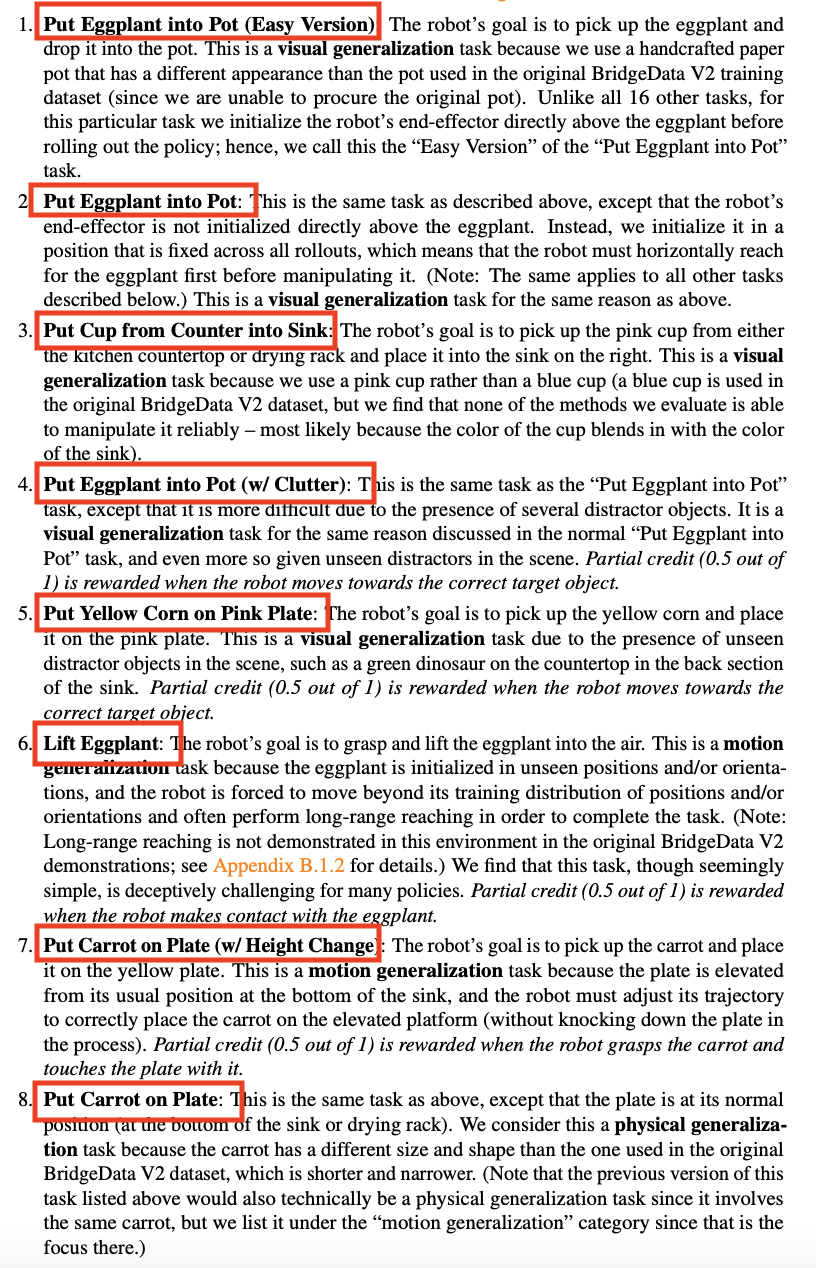 1. Put Eggplant into Pot (Easy Version): The robot's goal is to pick up the eggplant and
drop it into the pot. This is a visual generalization task because we use a handcrafted paper
pot that has a different appearance than the pot used in the original BridgeData V2 training
dataset (since we are unable to procure the original pot). Unlike all 16 other tasks, for
this particular task we initialize the robot's end-effector directly above the eggplant before
rolling out the policy; hence, we call this the “Easy Version” of the “Put Eggplant into Pot”
task.
2. Put Eggplant into Pot: This is the same task as described above, except that the robot's
end-effector is not initialized directly above the eggplant. Instead, we initialize it in a
position that is fixed across all rollouts, which means that the robot must horizontally reach
for the eggplant first before manipulating it. (Note: The same applies to all other tasks
described below.) This is a visual generalization task for the same reason as above.
3. Put Cup from Counter into Sink: The robot's goal is to pick up the pink cup from either
the kitchen countertop or drying rack and place it into the sink on the right. This is a visual
generalization task because we use a pink cup rather than a blue cup (a blue cup is used in
the original BridgeData V2 dataset, but we find that none of the methods we evaluate is able
to manipulate it reliably – most likely because the color of the cup blends in with the color
of the sink).
4. Put Eggplant into Pot (w/ Clutter): This is the same task as the “Put Eggplant into Pot”
task, except that it is more difficult due to the presence of several distractor objects. It is a
visual generalization task for the same reason discussed in the normal “Put Eggplant into
Pot” task, and even more so given unseen distractors in the scene. Partial credit (0.5 out of
1) is rewarded when the robot moves towards the correct target object.
5. Put Yellow Corn on Pink Plate: The robot's goal is to pick up the yellow corn and place
it on the pink plate. This is a visual generalization task due to the presence of unseen
distractor objects in the scene, such as a green dinosaur on the countertop in the back section
of the sink. Partial credit (0.5 out of 1) is rewarded when the robot moves towards the
correct target object.
6. Lift Eggplant: The robot's goal is to grasp and lift the eggplant into the air. This is a motion
generalization task because the eggplant is initialized in unseen positions and/or orienta-
tions, and the robot is forced to move beyond its training distribution of positions and/or
orientations and often perform long-range reaching in order to complete the task. (Note:
Long-range reaching is not demonstrated in this environment in the original BridgeData V2
demonstrations; see Appendix B.1.2 for details.) We find that this task, though seemingly
simple, is deceptively challenging for many policies. Partial credit (0.5 out of 1) is rewarded
when the robot makes contact with the eggplant.
7. Put Carrot on Plate (w/ Height Change): The robot's goal is to pick up the carrot and place
it on the yellow plate. This is a motion generalization task because the plate is elevated
from its usual position at the bottom of the sink, and the robot must adjust its trajectory
to correctly place the carrot on the elevated platform (without knocking down the plate in
the process). Partial credit (0.5 out of 1) is rewarded when the robot grasps the carrot and
touches the plate with it.
8. Put Carrot on Plate: This is the same task as above, except that the plate is at its normal
position (at the bottom of the sink or drying rack). We consider this a physical generaliza-
tion task because the carrot has a different size and shape than the one used in the original
BridgeData V2 dataset, which is shorter and narrower. (Note that the previous version of this
task listed above would also technically be a physical generalization task since it involves
the same carrot, but we list it under the “motion generalization” category since that is the
focus there.)